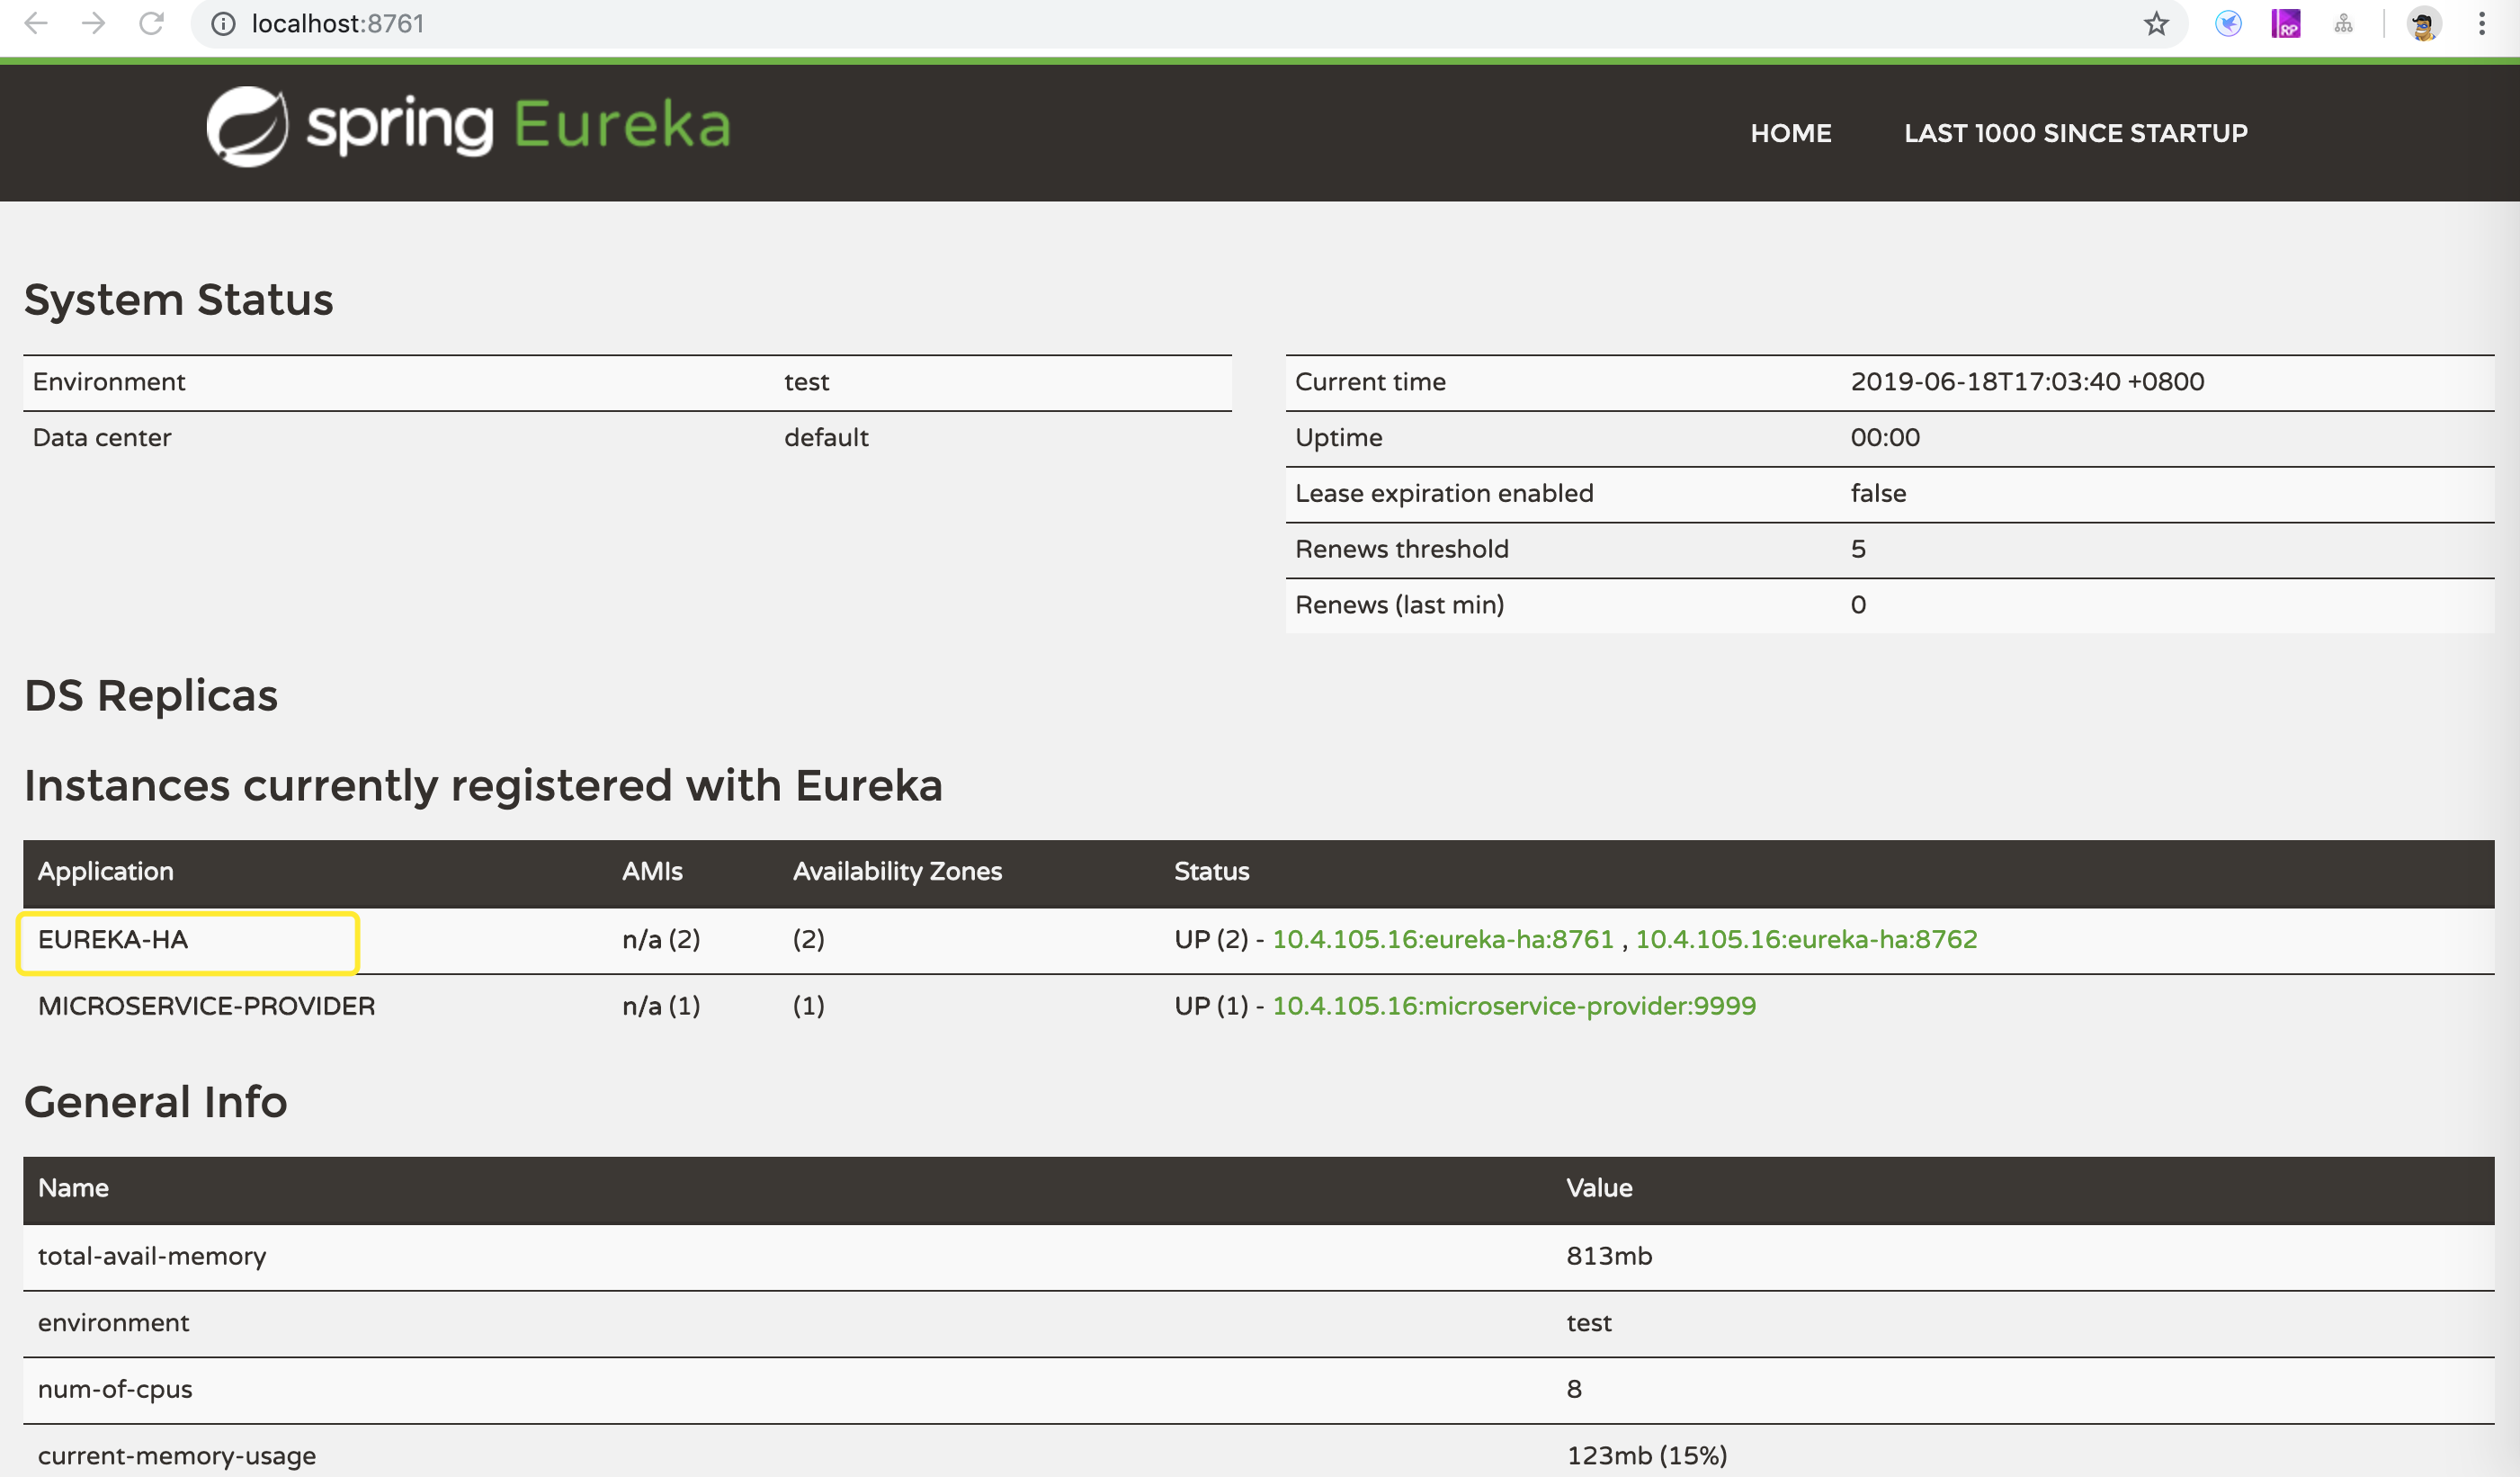 localhost:8761
RP
spring Eureka
HOME LAST 1000 SINCE STARTUP
System Status
Environment test
Data center default
Current time 2019-06-18T17:03:40 +0800
Uptime 00:00
Lease expiration enabled false
Renews threshold 5
Renews (last min) 0
DS Replicas
Instances currently registered with Eureka
Application AMIs Availability Zones Status
EUREKA-HA n/a (2) (2) UP (2) - 10.4.105.16:eureka-ha:8761 , 10.4.105.16:eureka-ha:8762
MICROSERVICE-PROVIDER n/a (1) (1) UP (1) - 10.4.105.16:microservice-provider:9999
General Info
Name Value
total-avail-memory 813mb
environment test
num-of-cpus 8
current-memory-usage 123mb (15%)